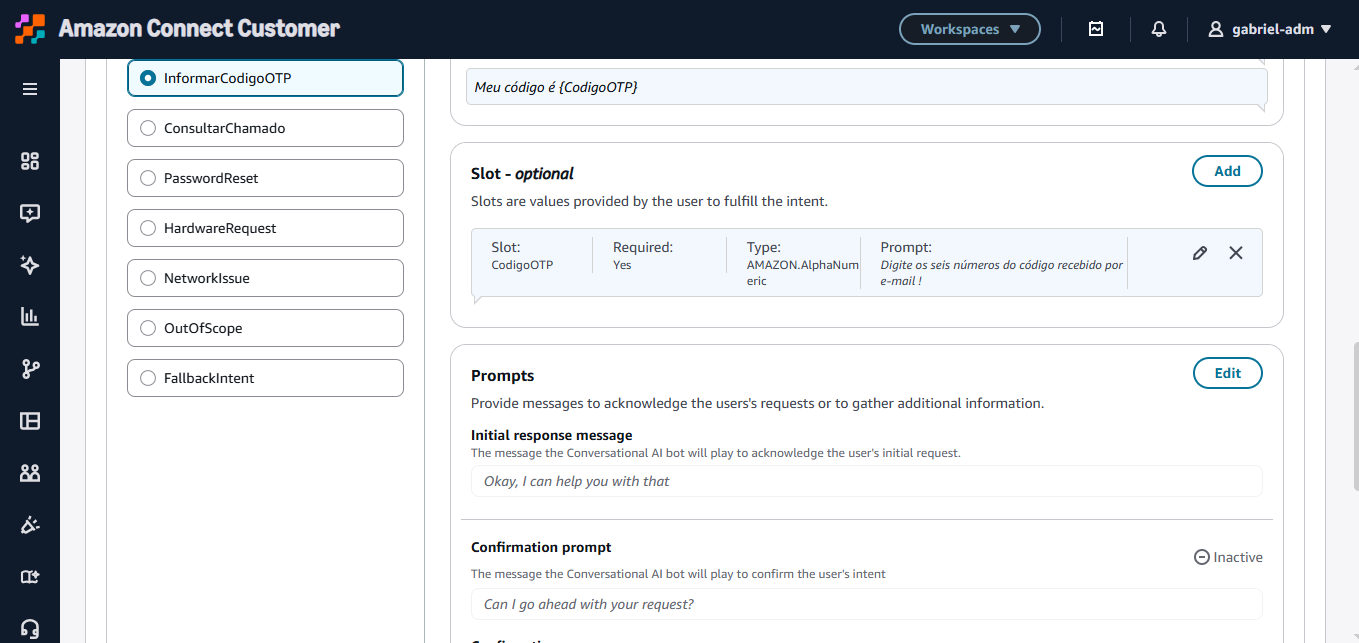 Amazon Connect Customer
Workspaces
gabriel-adm
InformarCodigoOTP
ConsultarChamado
PasswordReset
HardwareRequest
NetworkIssue
OutOfScope
FallbackIntent
Meu código é {CodigoOTP}
Slot - optional
Add
Slots are values provided by the user to fulfill the intent.
Slot:
CodigoOTP
Required:
Yes
Type:
AMAZON.AlphaNum
eric
Prompt:
Digite os seis números do código recebido por
e-mail !
Prompts
Edit
Provide messages to acknowledge the users's requests or to gather additional information.
Initial response message
The message the Conversational AI bot will play to acknowledge the user's initial request.
Okay, I can help you with that
Confirmation prompt
Inactive
The message the Conversational AI bot will play to confirm the user's intent
Can I go ahead with your request?